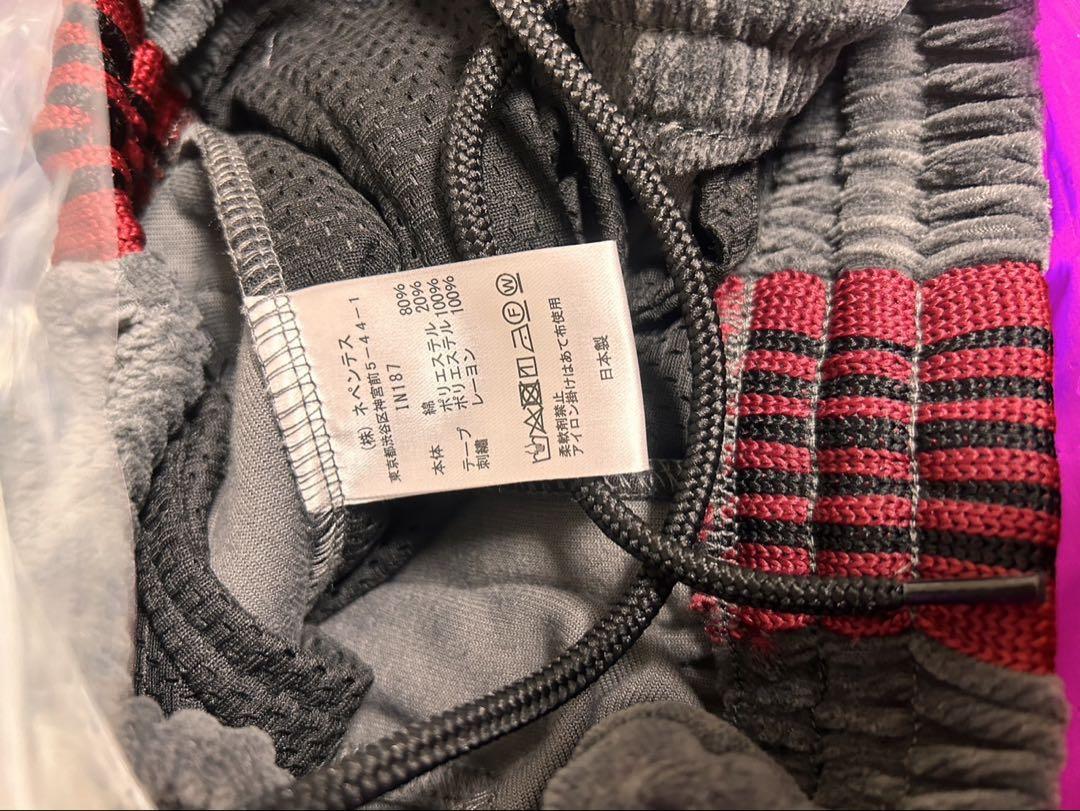 (株) ネペンテス
東京都渋谷区神宮前5-44-1
IN187
本体 綿 80%
ポリエステル 20%
テープ ポリエステル 100%
刺繍 レーヨン 100%
F W
柔軟剤禁止
アイロン掛けはあて布使用
日本製